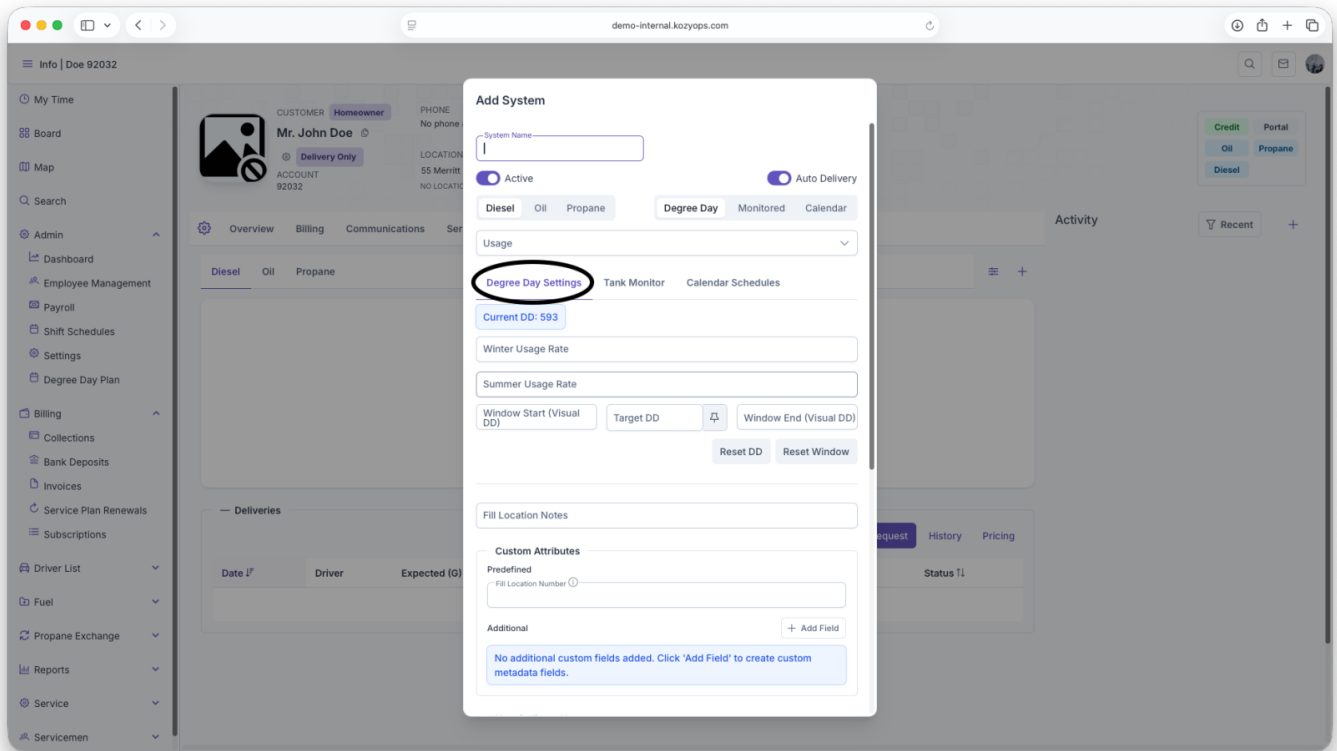 demo-internal.kozyops.com
Info | Doe 92032
My Time
Board
Map
Search
Admin
Dashboard
Employee Management
Payroll
Shift Schedules
Settings
Degree Day Plan
Billing
Collections
Bank Deposits
Invoices
Service Plan Renewals
Subscriptions
Driver List
Fuel
Propane Exchange
Reports
Service
Servicemen
CUSTOMER Homeowner
Mr. John Doe
Delivery Only
ACCOUNT
92032
PHONE
No phone
LOCATION
55 Merritt
NO LOCATIO
Credit Portal
Oil Propane
Diesel
Overview Billing Communications Ser
Activity
Recent
Diesel Oil Propane
Deliveries
equest History Pricing
Date Driver Expected (G) Status
Add System
System Name
Active Auto Delivery
Diesel Oil Propane Degree Day Monitored Calendar
Usage
Degree Day Settings Tank Monitor Calendar Schedules
Current DD: 593
Winter Usage Rate
Summer Usage Rate
Window Start (Visual
DD)
Target DD
Window End (Visual DD)
Reset DD Reset Window
Fill Location Notes
Custom Attributes
Predefined
Fill Location Number
Additional + Add Field
No additional custom fields added. Click 'Add Field' to create custom
metadata fields.